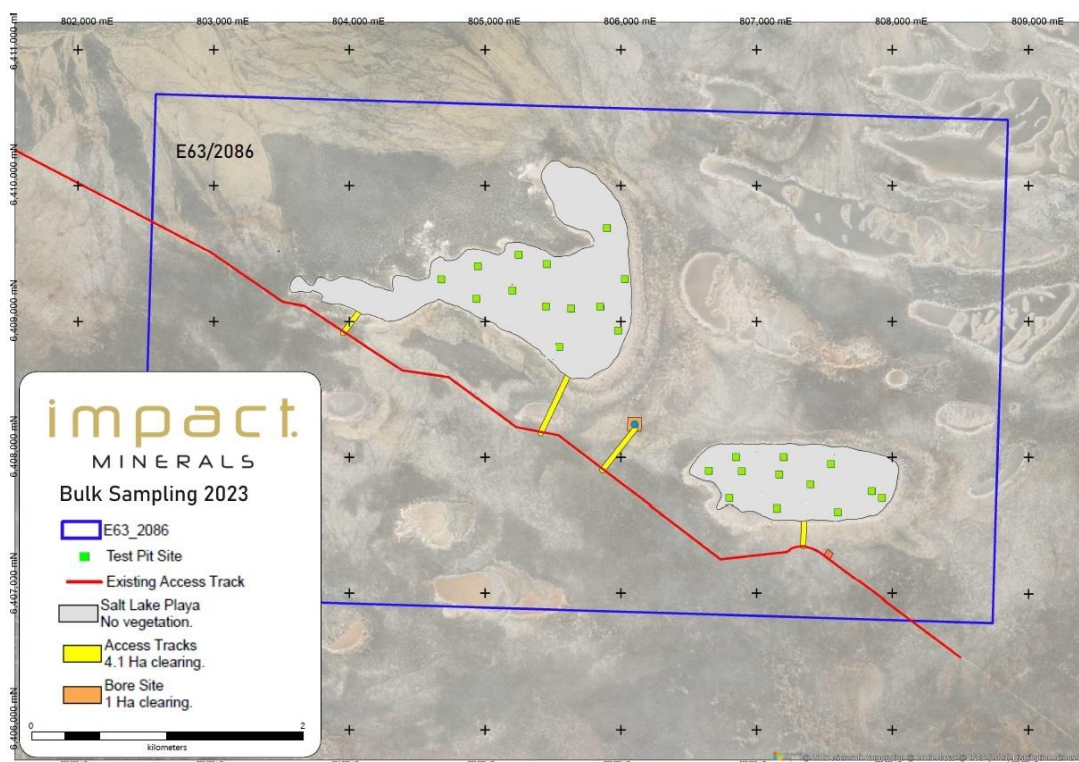 802,000 mE 803,000 mE 804,000 mE 805,000 mE 806,000 mE 807,000 mE 808,000 mE 809,000 mE
6,411,000 mN
6,410,000 mN
6,409,000 mN
6,408,000 mN
6,407,000 mN
6,406,000 mN
E63/2086
impact.
MINERALS
Bulk Sampling 2023
E63_2086
Test Pit Site
Existing Access Track
Salt Lake Playa
No vegetation.
Access Tracks
4.1 Ha clearing.
Bore Site
1 Ha clearing.
0 2
kilometers